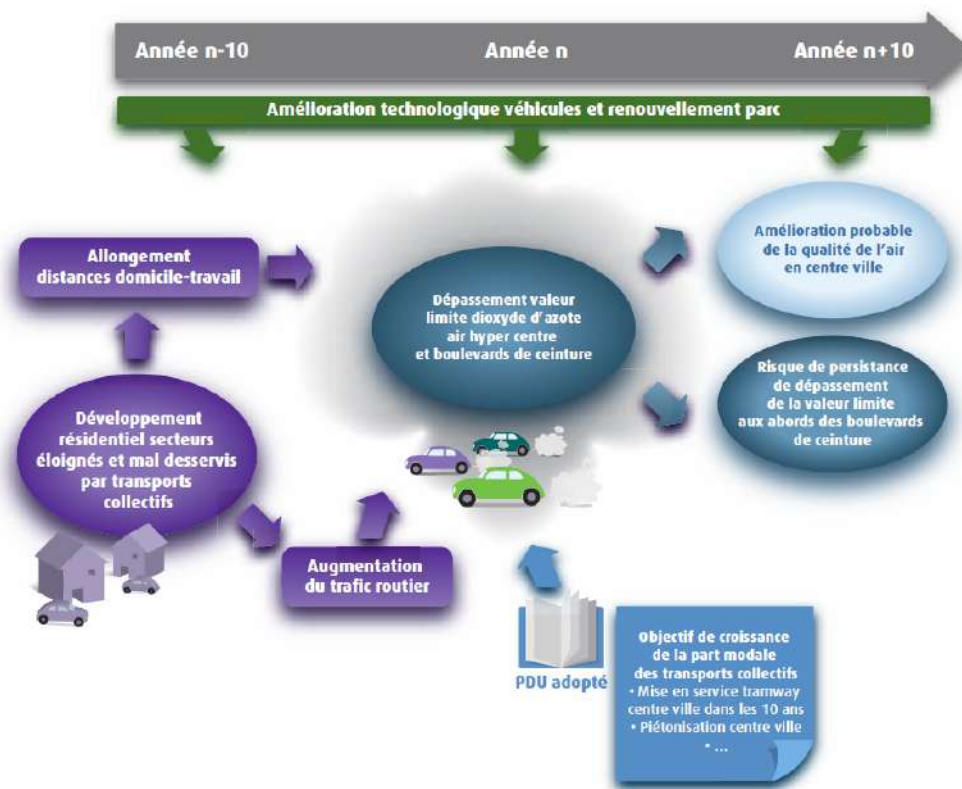 Année n-10
Année n
Année n+10
Amélioration technologique véhicules et renouvellement parc
Allongement
distances domicile-travail
Développement
résidentiel secteurs
éloignés et mal desservis
par transports
collectifs
Augmentation
du trafic routier
Dépassement valeur
limite dioxyde d'azote
air hyper centre
et boulevards de ceinture
Amélioration probable
de la qualité de l'air
en centre ville
Risque de persistance
de dépassement
de la valeur limite
aux abords des boulevards
de ceinture
PDU adopté
Objectif de croissance
de la part modale
des transports collectifs
• Mise en service tramway
centre ville dans les 10 ans
• Piétonisation centre ville
• ...